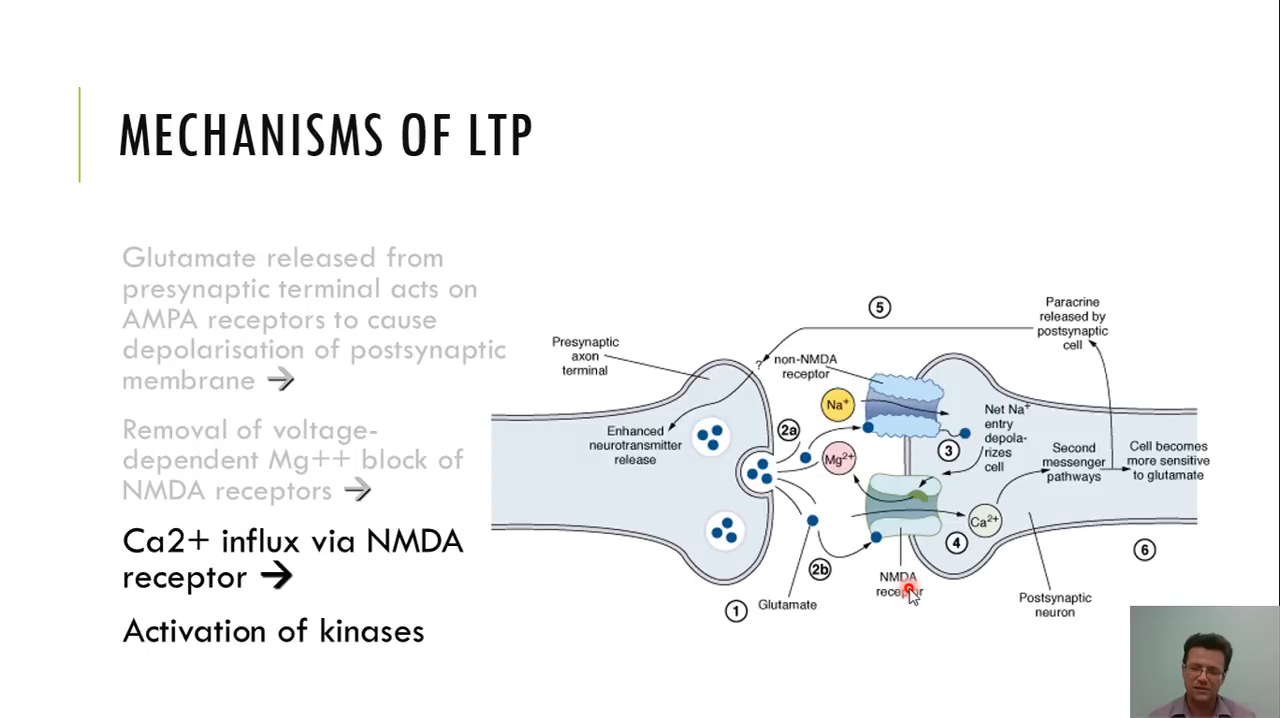 MECHANISMS OF LTP
Glutamate released from
presynaptic terminal acts on
AMPA receptors to cause
depolarisation of postsynaptic
membrane →
Removal of voltage-
dependent Mg++ block of
NMDA receptors →
Ca2+ influx via NMDA
receptor →
Activation of kinases
Presynaptic
axon
terminal
Enhanced
neurotransmitter
release
?
5
non-NMDA
receptor
Paracrine
released by
postsynaptic
cell
Na⁺
2a
Mg²⁺
3
Net Na⁺
entry
depola-
rizes
cell
Second
messenger
pathways
Cell becomes
more sensitive
to glutamate
Ca²⁺
4
2b
6
NMDA
receptor
1
Glutamate
Postsynaptic
neuron